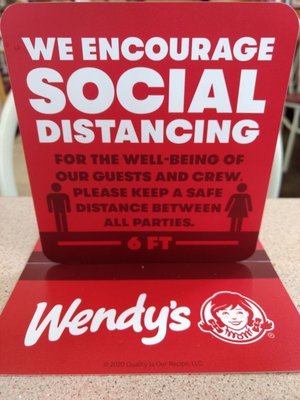 WE ENCOURAGE
SOCIAL
DISTANCING
FOR THE WELL-BEING OF
OUR GUESTS AND CREW.
PLEASE KEEP A SAFE
DISTANCE BETWEEN
ALL PARTIES.
6 FT
Wendy's
© 2020 Quality Is Our Recipe, LLC